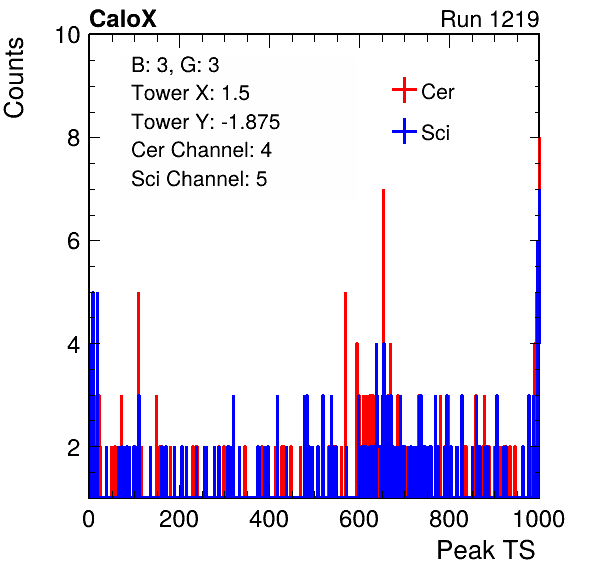 CaloX Run 1219
Counts
10
8
6
4
2
B: 3, G: 3
Tower X: 1.5
Tower Y: -1.875
Cer Channel: 4
Sci Channel: 5
Cer
Sci
0 200 400 600 800 1000
Peak TS